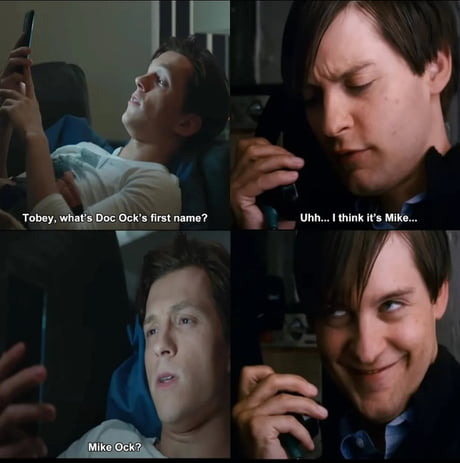 Tobey, what's Doc Ock's first name?
Uhh... I think it's Mike...
Mike Ock?